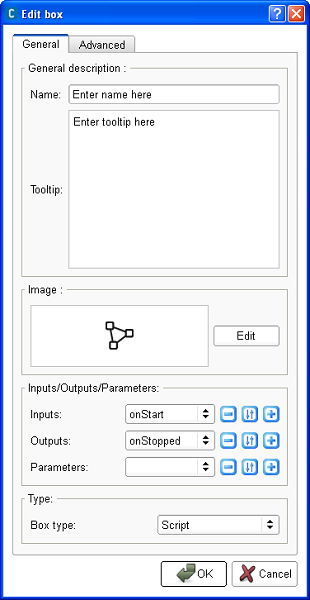 C Edit box
General
Advanced
General description :
Name: Enter name here
Enter tooltip here
Tooltip:
Image :
Edit
Inputs/Outputs/Parameters:
Inputs: onStart
Outputs: onStopped
Parameters:
Type:
Box type: Script
OK
Cancel